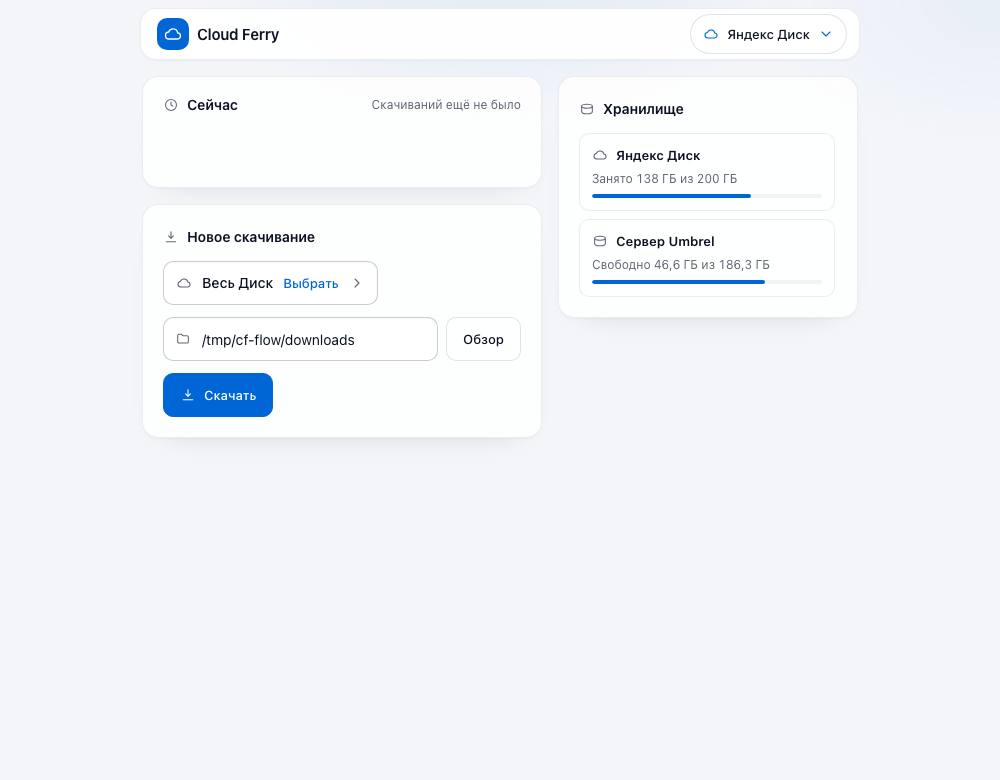 Cloud Ferry
Яндекс Диск
Сейчас
Скачиваний ещё не было
Новое скачивание
Весь Диск Выбрать
/tmp/cf-flow/downloads
Обзор
Скачать
Хранилище
Яндекс Диск
Занято 138 ГБ из 200 ГБ
Сервер Umbrel
Свободно 46,6 ГБ из 186,3 ГБ